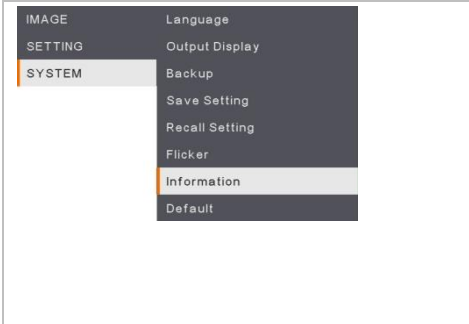 IMAGE
SETTING
SYSTEM
Language
Output Display
Backup
Save Setting
Recall Setting
Flicker
Information
Default